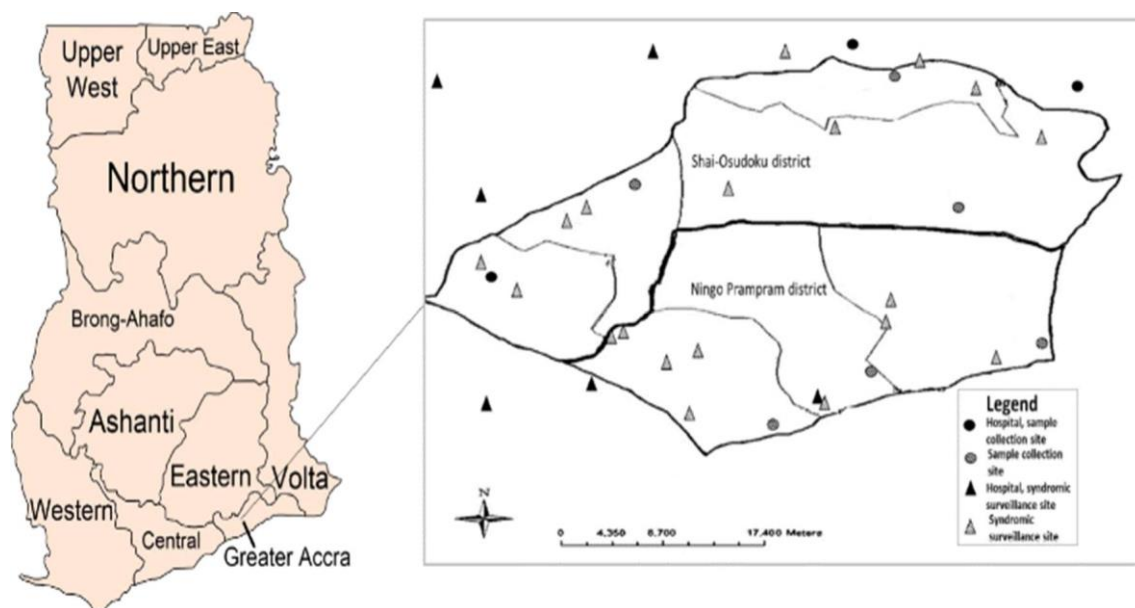 Upper
West
Upper East
Northern
Brong-Ahafo
Ashanti
Eastern
Volta
Western
Central
Greater Accra
Shai-Osudoku district
Ningo Prampram district
Legend
Hospital, sample
collection site
Sample collection
site
Hospital, syndromic
surveillance site
Syndromic
surveillance site
N
0 4,350 8,700 17,400 Meters